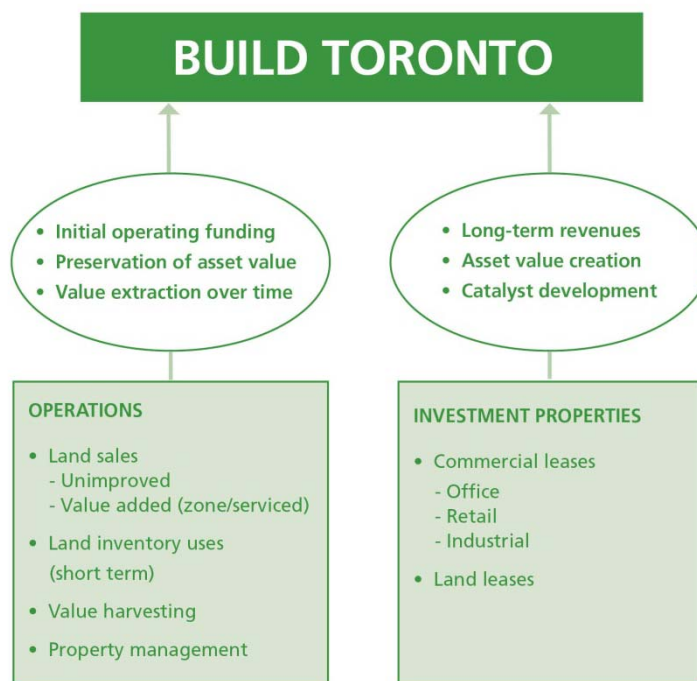 BUILD TORONTO
• Initial operating funding
• Preservation of asset value
• Value extraction over time
• Long-term revenues
• Asset value creation
• Catalyst development
OPERATIONS
• Land sales
- Unimproved
- Value added (zone/serviced)
• Land inventory uses
(short term)
• Value harvesting
• Property management
INVESTMENT PROPERTIES
• Commercial leases
- Office
- Retail
- Industrial
• Land leases